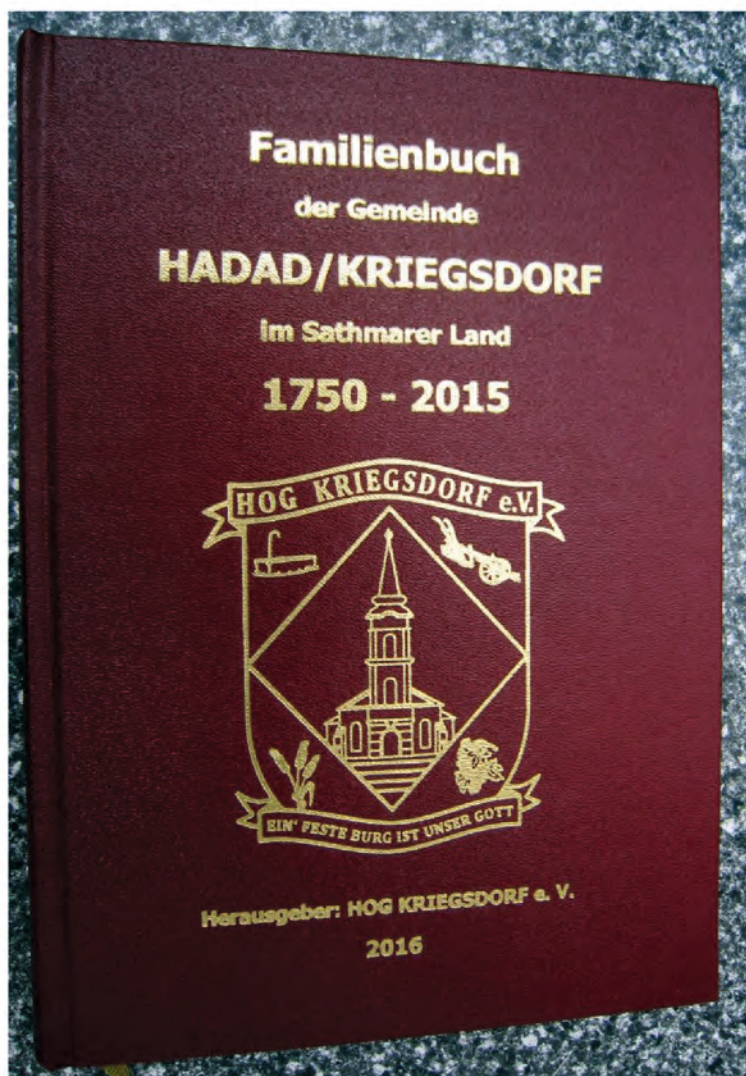 Familienbuch
der Gemeinde
HADAD/KRIEGSDORF
im Sathmarer Land
1750 - 2015
HOG KRIEGSDORF e.V.
EIN' FESTE BURG IST UNSER GOTT
Herausgeber: HOG KRIEGSDORF e. V.
2016